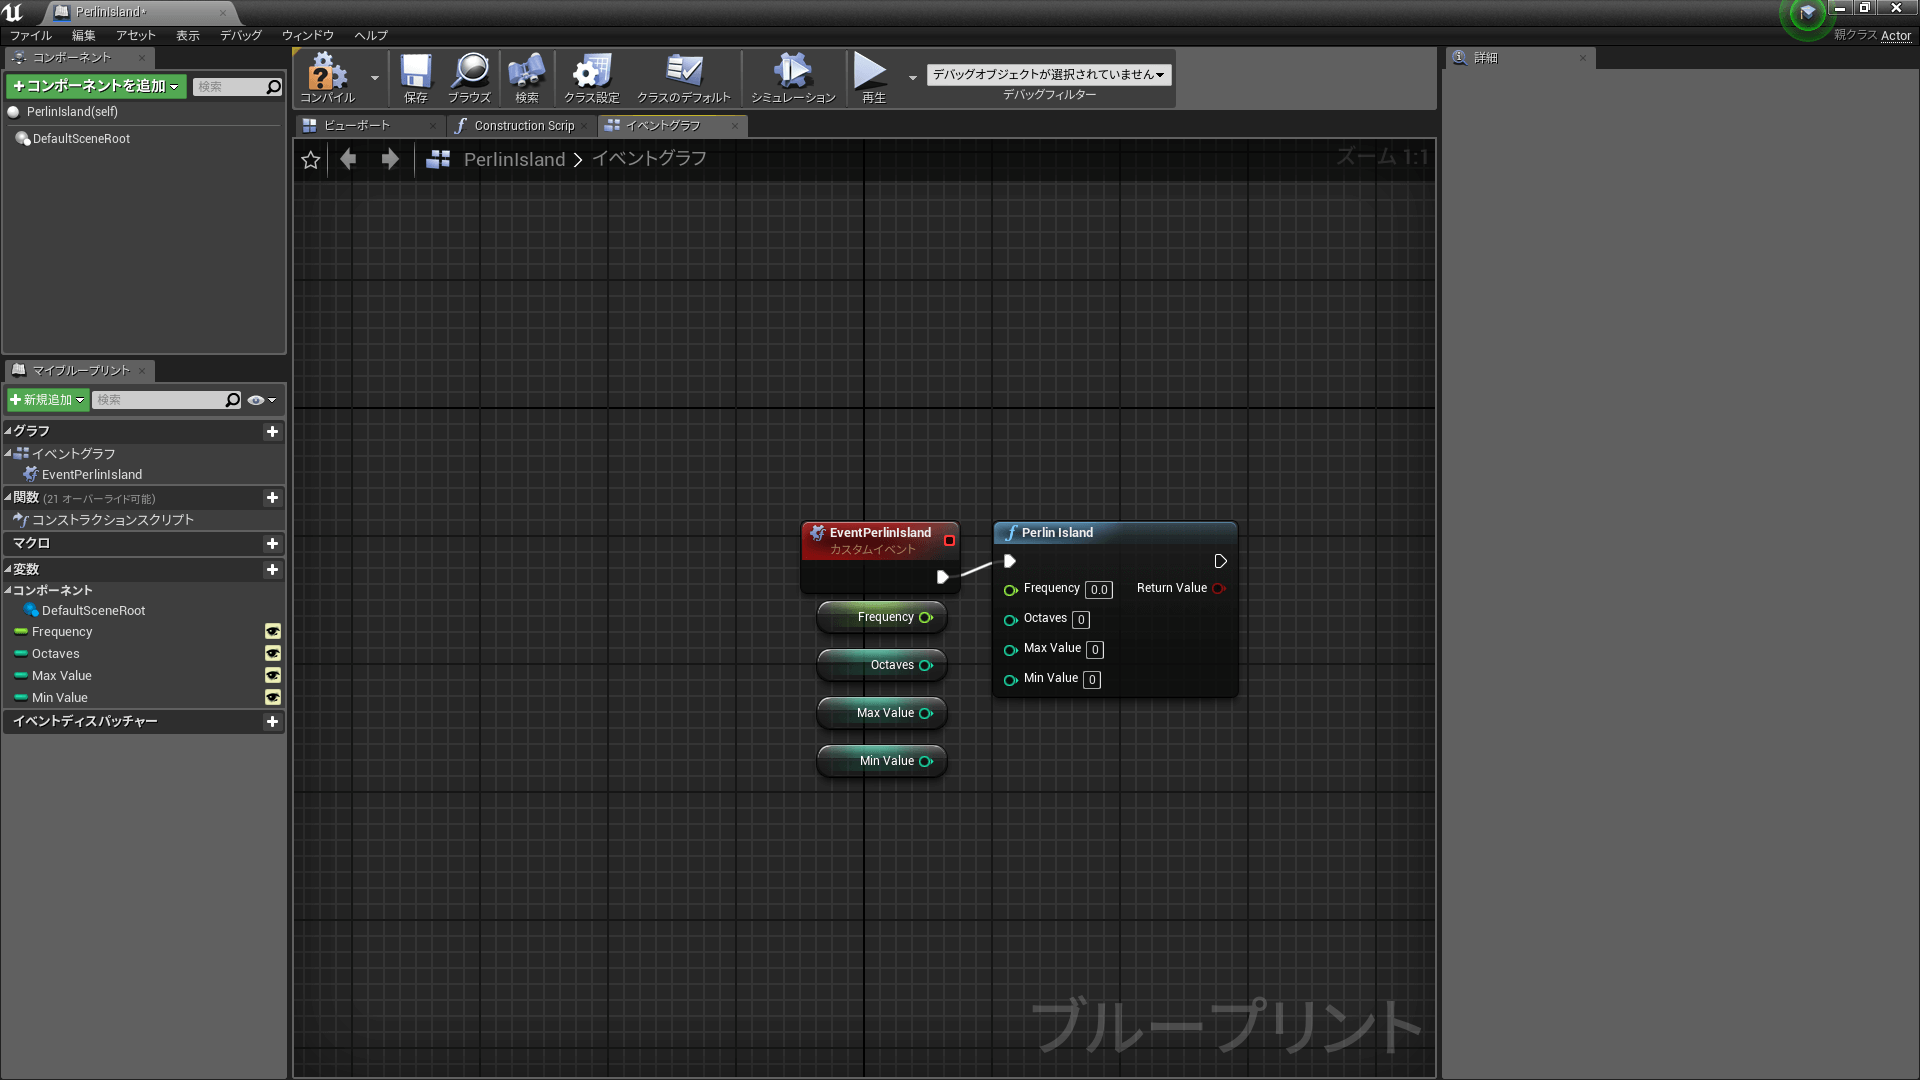 PerlinIsland*
ファイル 編集 アセット 表示 デバッグ ウィンドウ ヘルプ
親クラス Actor
コンポーネント
+コンポーネントを追加
検索
PerlinIsland(self)
DefaultSceneRoot
コンパイル
保存
ブラウズ
検索
クラス設定
クラスのデフォルト
シミュレーション
再生
デバッグオブジェクトが選択されていません
デバッグフィルター
詳細
ビューポート
Construction Scrip
イベントグラフ
PerlinIsland > イベントグラフ
ズーム 1:1
マイブループリント
+新規追加
検索
グラフ
イベントグラフ
EventPerlinIsland
関数 (21 オーバーライド可能)
コンストラクションスクリプト
マクロ
変数
コンポーネント
DefaultSceneRoot
Frequency
Octaves
Max Value
Min Value
イベントディスパッチャー
EventPerlinIsland
カスタムイベント
Frequency
Octaves
Max Value
Min Value
Perlin Island
Frequency 0.0 Return Value
Octaves 0
Max Value 0
Min Value 0
ブループリント